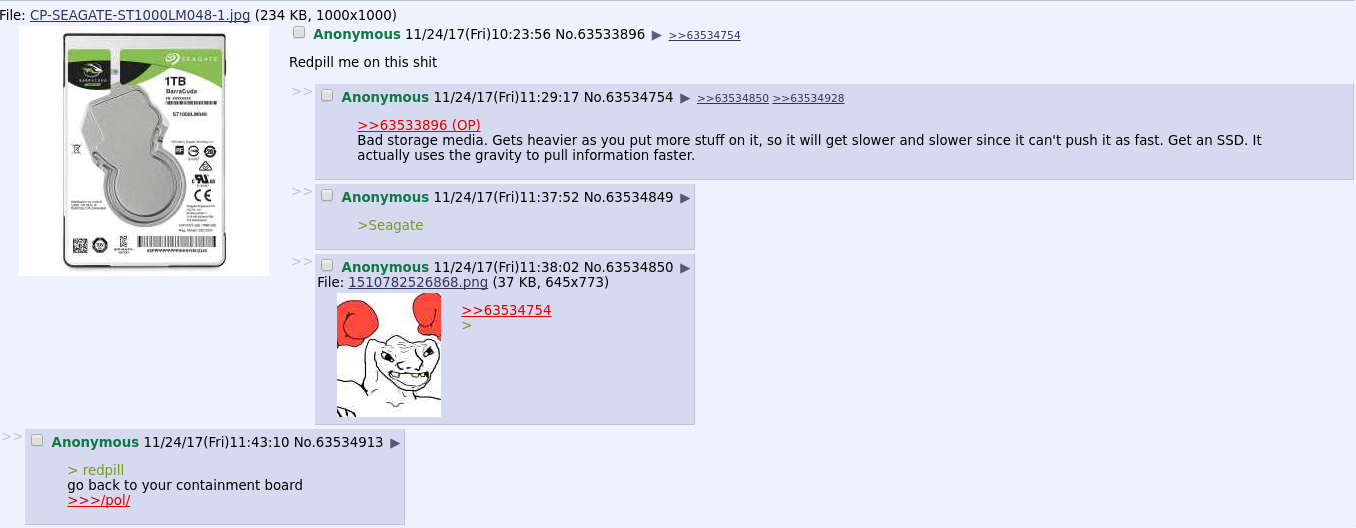 File: CP-SEAGATE-ST1000LM048-1.jpg (234 KB, 1000x1000)
SEAGATE
BARRACUDA
1TB
BarraCuda
ST1000LM048
Anonymous 11/24/17(Fri)10:23:56 No.63533896 ▶ >>63534754
Redpill me on this shit
>> Anonymous 11/24/17(Fri)11:29:17 No.63534754 ▶ >>63534850 >>63534928
>>63533896 (OP)
Bad storage media. Gets heavier as you put more stuff on it, so it will get slower and slower since it can't push it as fast. Get an SSD. It
actually uses the gravity to pull information faster.
>> Anonymous 11/24/17(Fri)11:37:52 No.63534849 ▶
>Seagate
>> Anonymous 11/24/17(Fri)11:38:02 No.63534850 ▶
File: 1510782526868.png (37 KB, 645x773)
>>63534754
>
>> Anonymous 11/24/17(Fri)11:43:10 No.63534913 ▶
> redpill
go back to your containment board
>>>/pol/